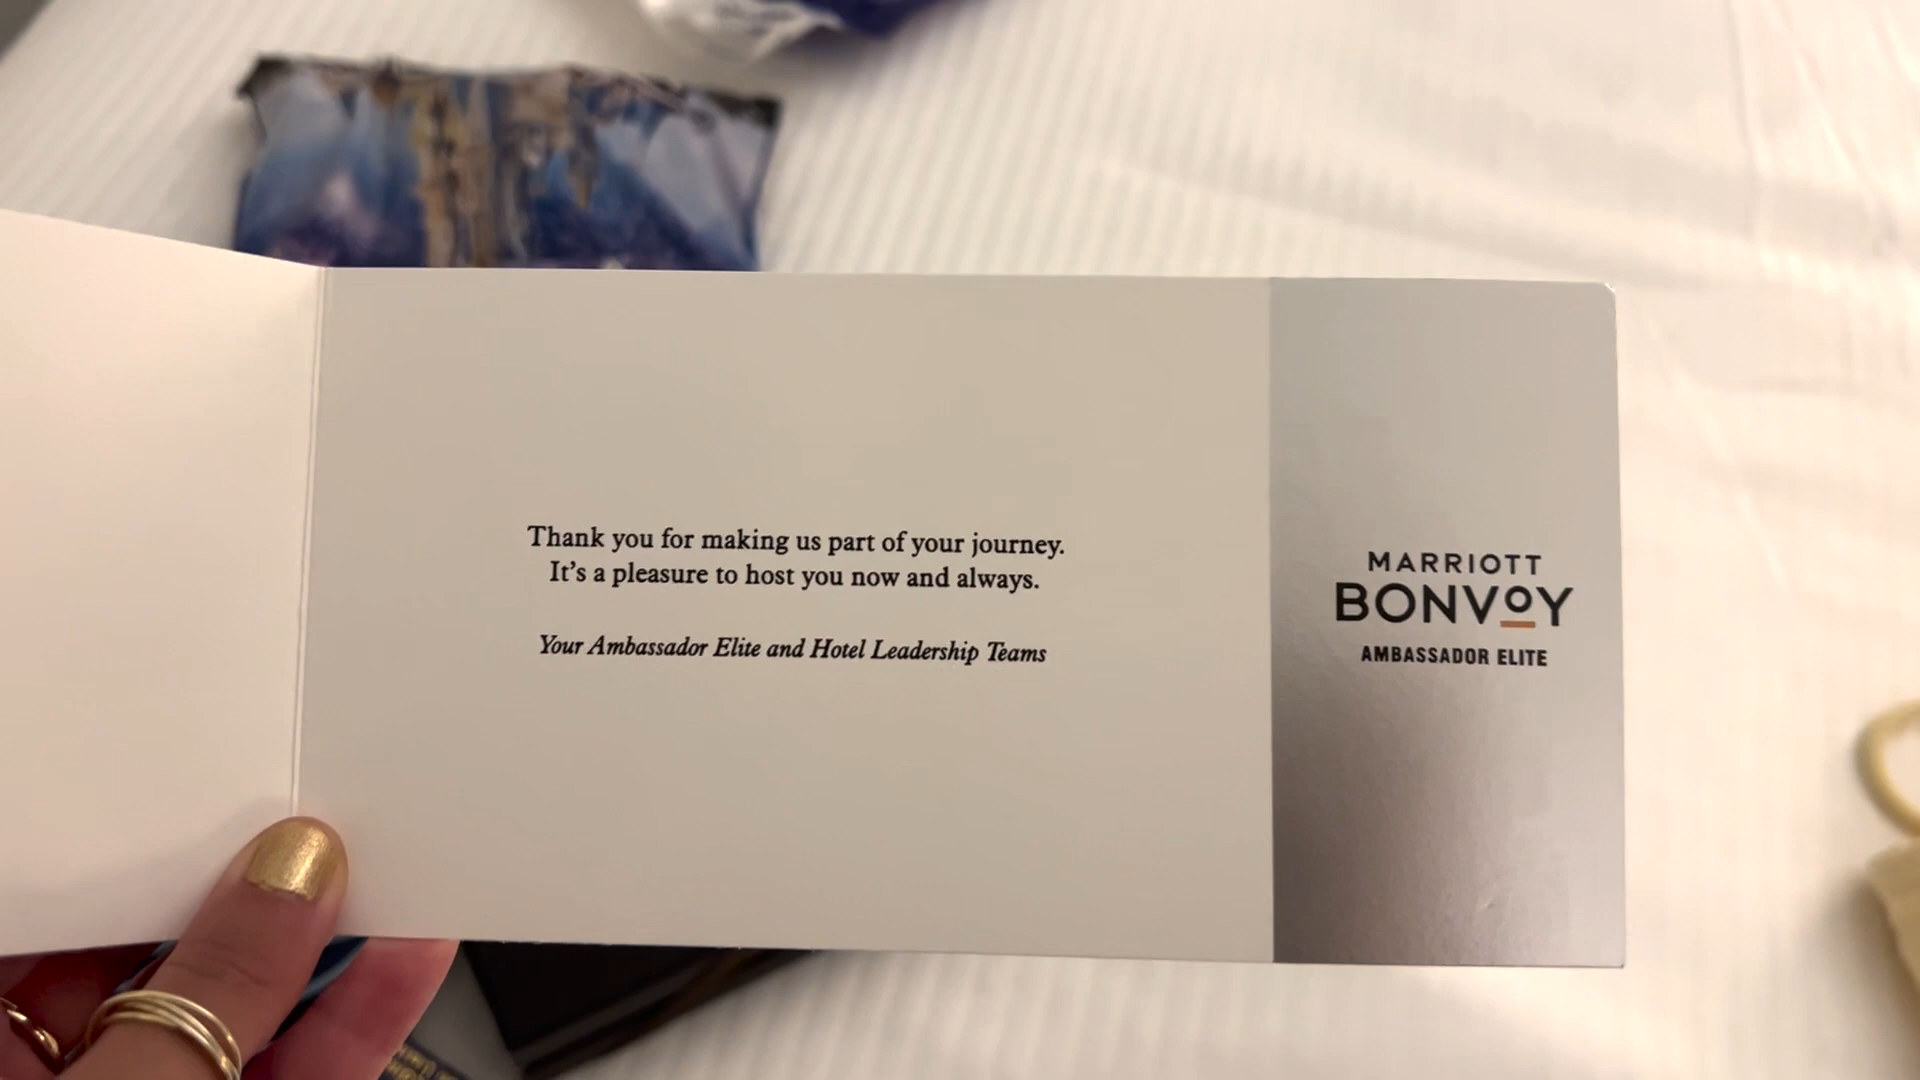 Thank you for making us part of your journey.
It's a pleasure to host you now and always.
Your Ambassador Elite and Hotel Leadership Teams
MARRIOTT
BONVOY
AMBASSADOR ELITE